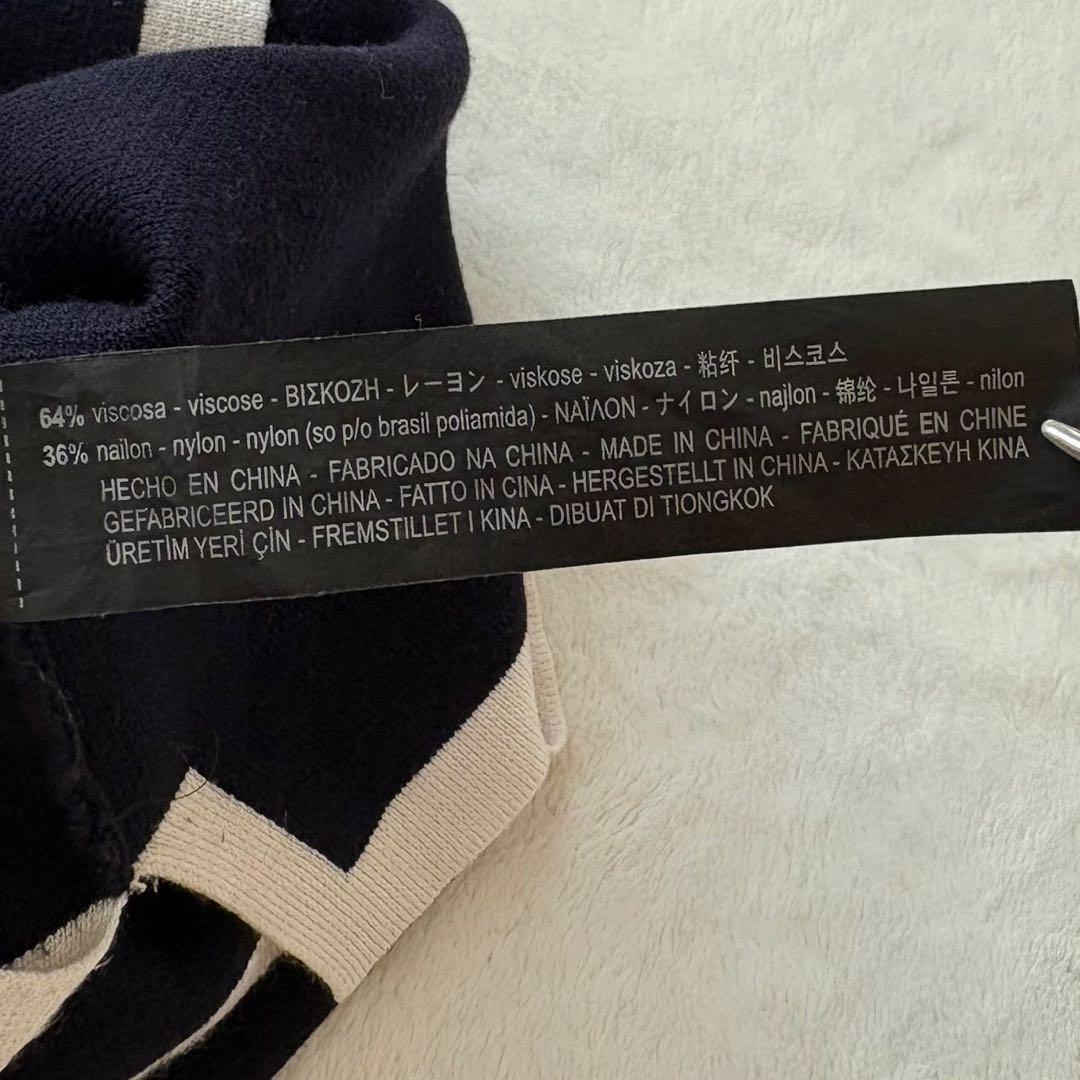 64% viscosa - viscose - ΒΙΣΚΟΖΗ - レーヨン - viskose - viskoza - 粘纤 - 비스코스
36% nailon - nylon - nylon (so p/o brasil poliamida) - ΝΑΪΛΟΝ - ナイロン - najlon - 锦纶 - 나일론 - nilon
HECHO EN CHINA - FABRICADO NA CHINA - MADE IN CHINA - FABRIQUÉ EN CHINE
GEFABRICEERD IN CHINA - FATTO IN CINA - HERGESTELLT IN CHINA - ΚΑΤΑΣΚΕΥΗ ΚΙΝΑ
ÜRETİM YERİ ÇİN - FREMSTILLET I KINA - DIBUAT DI TIONGKOK